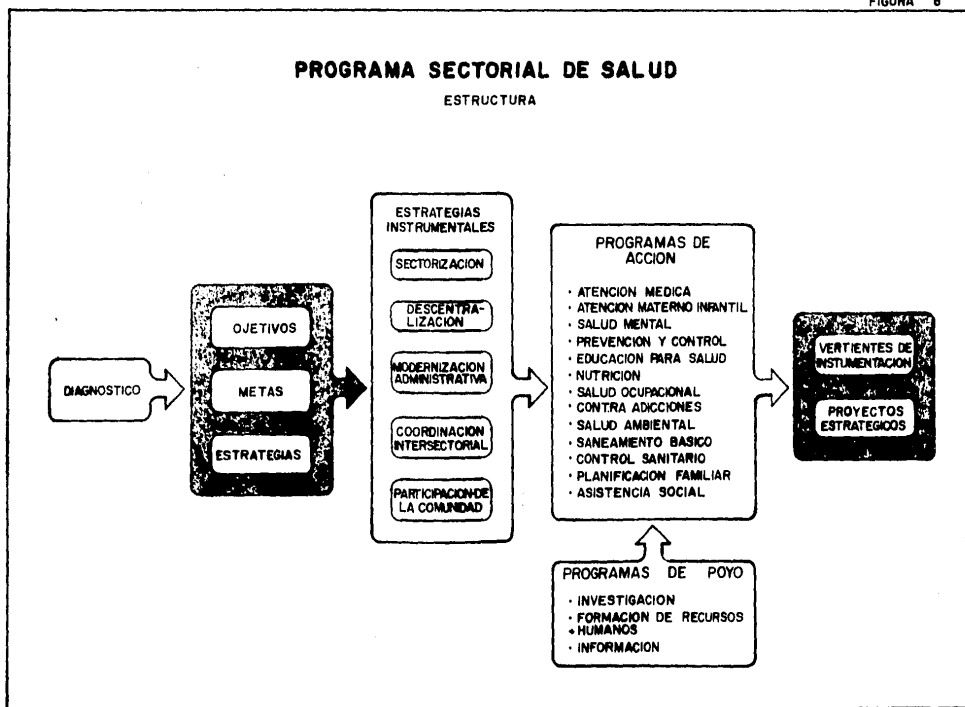 FIGURA 6
PROGRAMA SECTORIAL DE SALUD
ESTRUCTURA
DIAGNOSTICO
OJETIVOS
METAS
ESTRATEGIAS
ESTRATEGIAS
INSTRUMENTALES
SECTORIZACION
DESCENTRA-
LIZACION
MODERNIZACION
ADMINISTRATIVA
COORDINACION
INTERSECTORIAL
PARTICIPACION DE
LA COMUNIDAD
PROGRAMAS DE
ACCION
· ATENCION MEDICA
· ATENCION MATERNO INFANTIL
· SALUD MENTAL
· PREVENCION Y CONTROL
· EDUCACION PARA SALUD
· NUTRICION
· SALUD OCUPACIONAL
· CONTRA ADICCIONES
· SALUD AMBIENTAL
· SANEAMIENTO BASICO
· CONTROL SANITARIO
· PLANIFICACION FAMILIAR
· ASISTENCIA SOCIAL
PROGRAMAS DE POYO
· INVESTIGACION
· FORMACION DE RECURSOS
· HUMANOS
· INFORMACION
VERTIENTES DE
INSTUMENTACION
PROYECTOS
ESTRATEGICOS